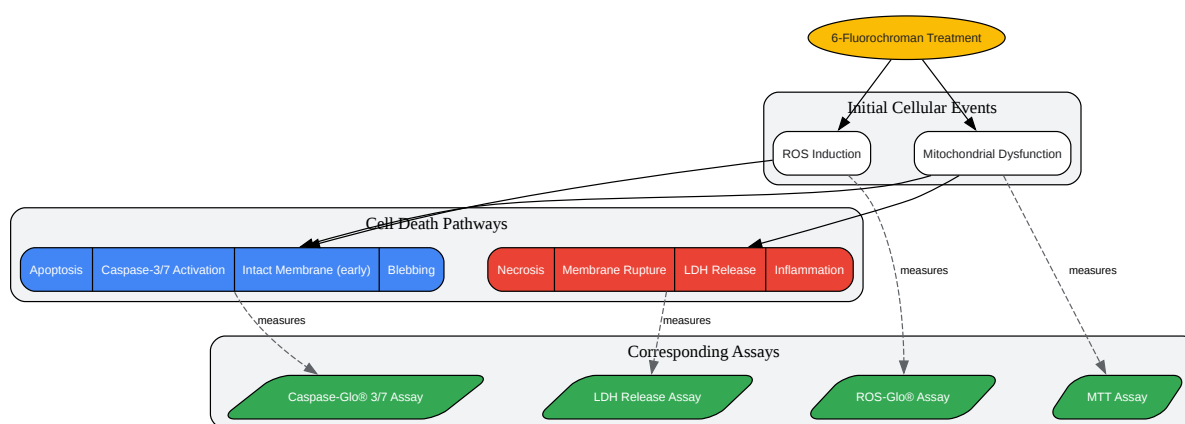 6-Fluorochroman Treatment
Initial Cellular Events
ROS Induction
Mitochondrial Dysfunction
Cell Death Pathways
Apoptosis
Caspase-3/7 Activation
Intact Membrane (early)
Blebbing
Necrosis
Membrane Rupture
LDH Release
Inflammation
measures
measures
measures
measures
Corresponding Assays
Caspase-Glo® 3/7 Assay
LDH Release Assay
ROS-Glo® Assay
MTT Assay